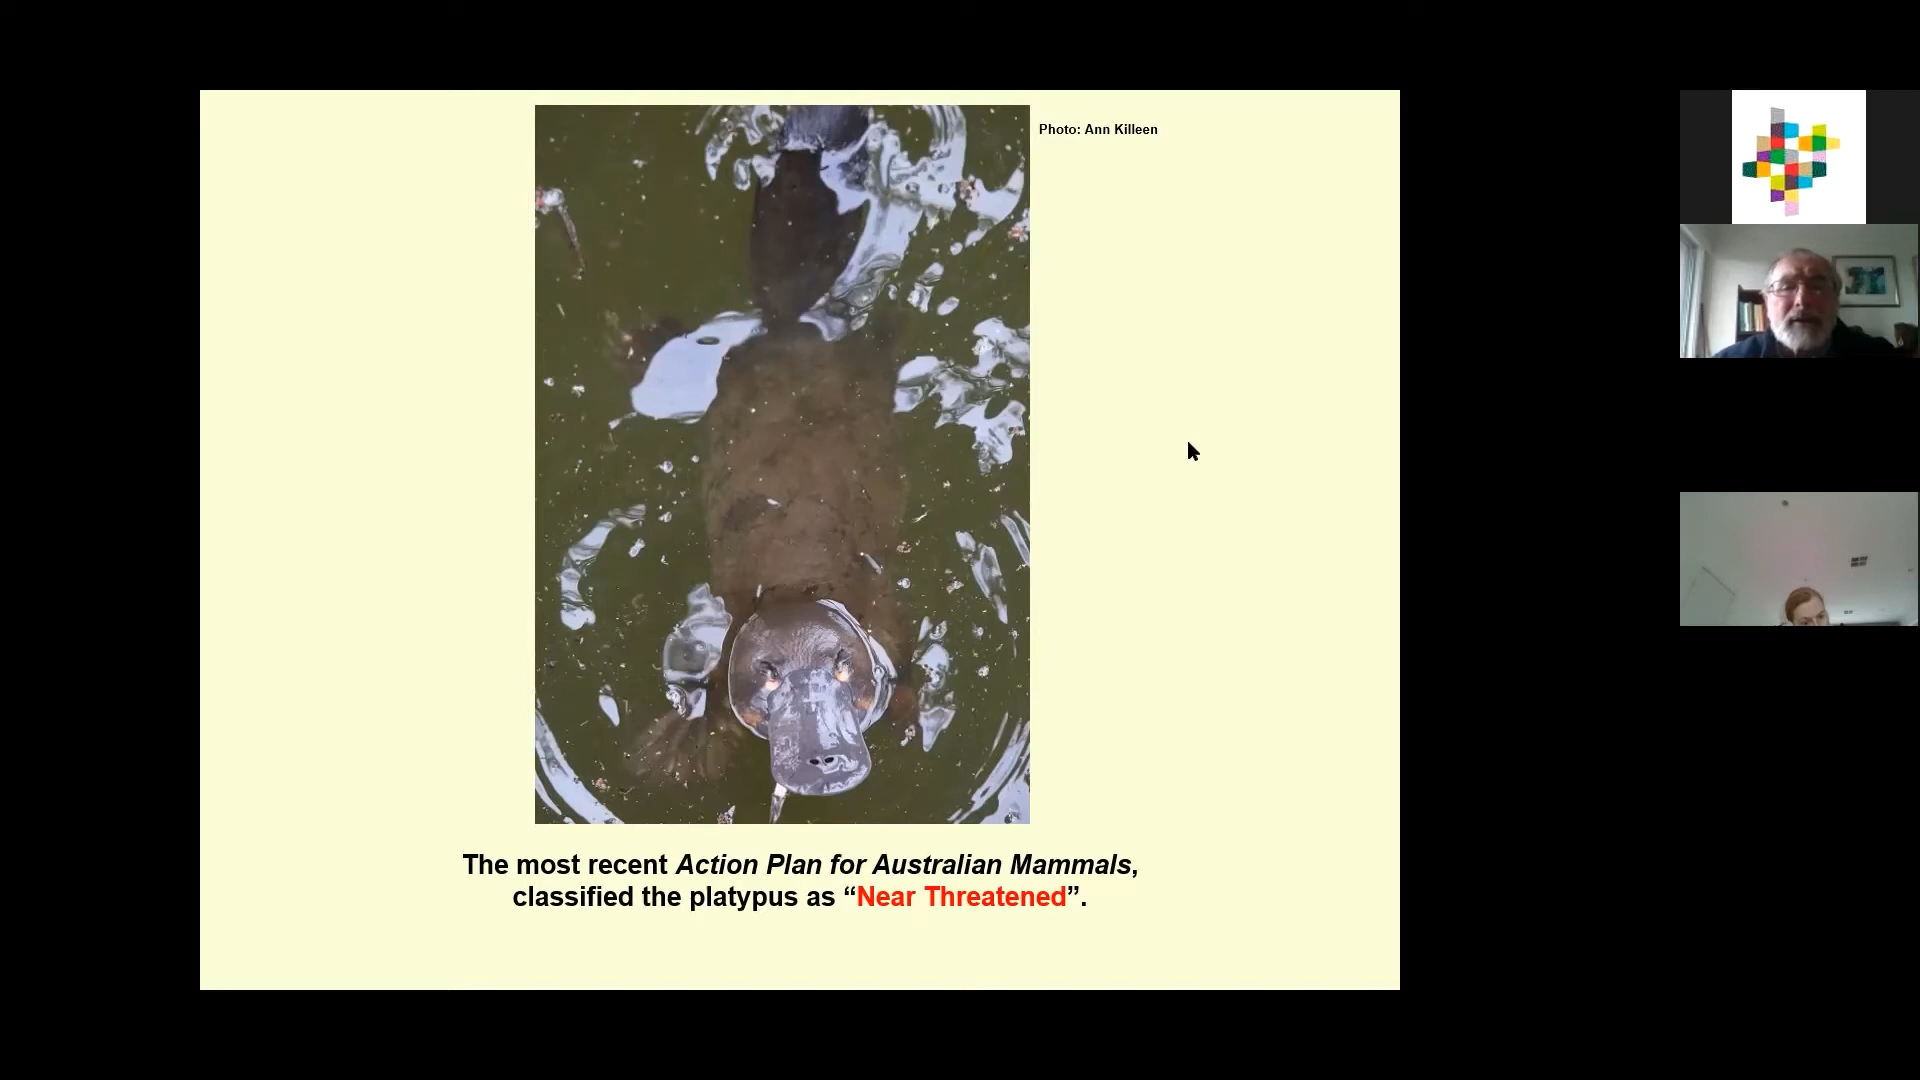 Photo: Ann Killeen
The most recent Action Plan for Australian Mammals,
classified the platypus as “Near Threatened”.